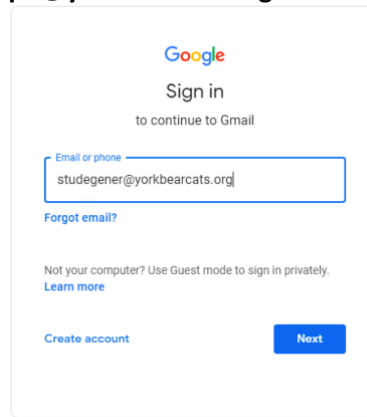 Google
Sign in
to continue to Gmail
Email or phone
studegener@yorkbearcats.org
Forgot email?
Not your computer? Use Guest mode to sign in privately.
Learn more
Create account
Next